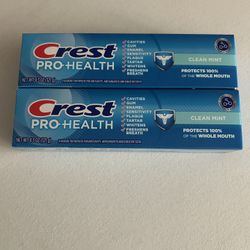 Crest
PRO-HEALTH
CAVITIES
GUM
ENAMEL
SENSITIVITY
PLAQUE
TARTAR
WHITENS
FRESHENS
BREATH
CLEAN MINT
PROTECTS 100%
OF THE WHOLE MOUTH
Crest
PRO-HEALTH
CAVITIES
GUM
ENAMEL
SENSITIVITY
PLAQUE
TARTAR
WHITENS
FRESHENS
BREATH
CLEAN MINT
PROTECTS 100%
OF THE WHOLE MOUTH